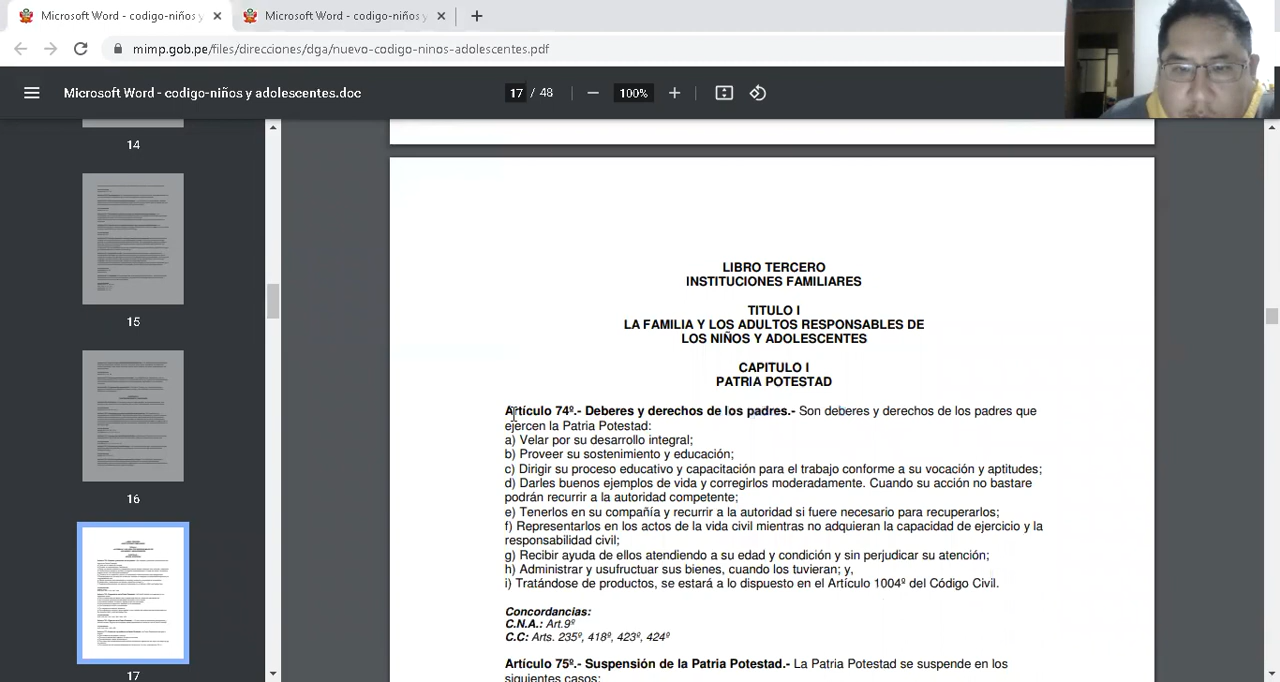 Microsoft Word - codigo-niños y
Microsoft Word - codigo-niños y
mimp.gob.pe/files/direcciones/dga/nuevo-codigo-ninos-adolescentes.pdf
Microsoft Word - codigo-niños y adolescentes.doc
17 / 48
100%
14
15
16
17
LIBRO TERCERO
INSTITUCIONES FAMILIARES
TITULO I
LA FAMILIA Y LOS ADULTOS RESPONSABLES DE
LOS NIÑOS Y ADOLESCENTES
CAPITULO I
PATRIA POTESTAD
Artículo 74º.- Deberes y derechos de los padres.- Son deberes y derechos de los padres que
ejercen la Patria Potestad:
a) Velar por su desarrollo integral;
b) Proveer su sostenimiento y educación;
c) Dirigir su proceso educativo y capacitación para el trabajo conforme a su vocación y aptitudes;
d) Darles buenos ejemplos de vida y corregirlos moderadamente. Cuando su acción no bastare
podrán recurrir a la autoridad competente;
e) Tenerlos en su compañía y recurrir a la autoridad si fuere necesario para recuperarlos;
f) Representarlos en los actos de la vida civil mientras no adquieran la capacidad de ejercicio y la
responsabilidad civil;
g) Recibir ayuda de ellos atendiendo a su edad y condición y sin perjudicar su atención;
h) Administrar y usufructuar sus bienes, cuando los tuvieran; y,
i) Tratándose de productos, se estará a lo dispuesto en el Artículo 1004º del Código Civil.
Concordancias:
C.N.A.: Art.9º
C.C: Arts.235º, 418º, 423º, 424º
Artículo 75º.- Suspensión de la Patria Potestad.- La Patria Potestad se suspende en los
siguientes casos: